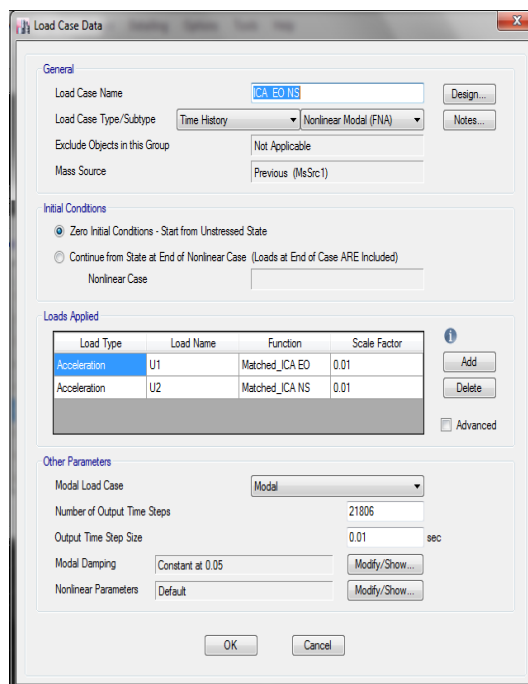 Load Case Data
Detailing Options Tools Help
General
Load Case Name ICA EO NS Design...
Load Case Type/Subtype Time History Nonlinear Modal (FNA) Notes...
Exclude Objects in this Group Not Applicable
Mass Source Previous (MsSrc1)
Initial Conditions
Zero Initial Conditions - Start from Unstressed State
Continue from State at End of Nonlinear Case (Loads at End of Case ARE Included)
Nonlinear Case
Loads Applied
Load Type Load Name Function Scale Factor
Acceleration U1 Matched_ICA EO 0.01 Add
Acceleration U2 Matched_ICA NS 0.01 Delete
Advanced
Other Parameters
Modal Load Case Modal
Number of Output Time Steps 21806
Output Time Step Size 0.01 sec
Modal Damping Constant at 0.05 Modify/Show...
Nonlinear Parameters Default Modify/Show...
OK Cancel